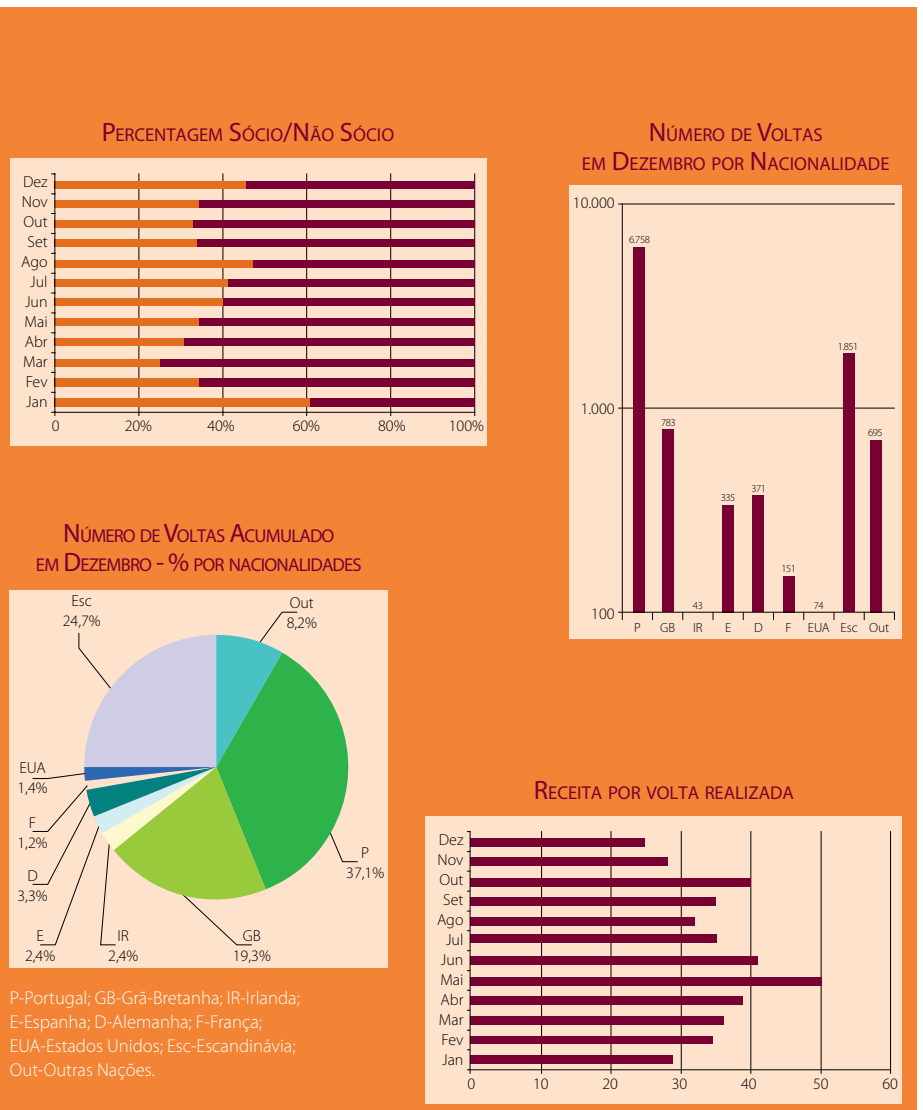 Percentagem Sócio/Não Sócio
Dez
Nov
Out
Set
Ago
Jul
Jun
Mai
Abr
Mar
Fev
Jan
0 20% 40% 60% 80% 100%
Número de Voltas
em Dezembro por Nacionalidade
10.000
1.000
100
6.758
783
43
335
371
151
74
1.851
695
P GB IR E D F EUA Esc Out
Número de Voltas Acumulado
em Dezembro - % por nacionalidades
Esc
24,7%
Out
8,2%
EUA
1,4%
F
1,2%
D
3,3%
E
2,4%
IR
2,4%
GB
19,3%
P
37,1%
P-Portugal; GB-Grã-Bretanha; IR-Irlanda;
E-Espanha; D-Alemanha; F-França;
EUA-Estados Unidos; Esc-Escandinávia;
Out-Outras Nações.
Receita por volta realizada
Dez
Nov
Out
Set
Ago
Jul
Jun
Mai
Abr
Mar
Fev
Jan
0 10 20 30 40 50 60